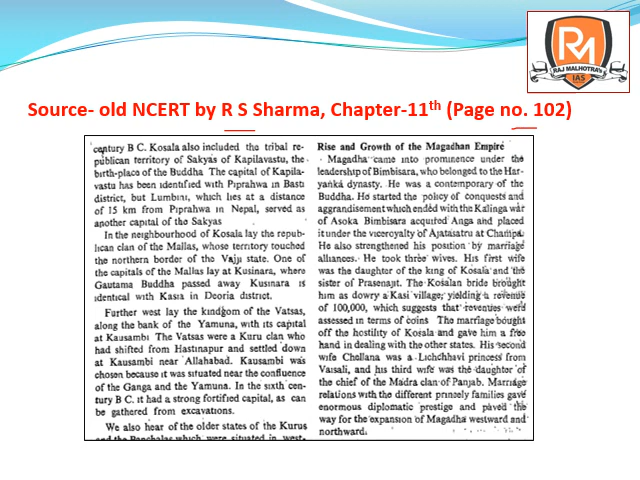 RM
RAJ MALHOTRA'S
IAS
Source- old NCERT by R S Sharma, Chapter-11th (Page no. 102)
century B C. Kosala also included the tribal re-
publican territory of Sakyas of Kapilavastu, the
birth-place of the Buddha The capital of Kapila-
vastu has been identified with Piprahwa in Basti
district, but Lumbini, which lies at a distance
of 15 km from Piprahwa in Nepal, served as
another capital of the Sakyas
In the neighbourhood of Kosala lay the repub-
lican clan of the Mallas, whose territory touched
the northern border of the Vajji state. One of
the capitals of the Mallas lay at Kusinara, where
Gautama Buddha passed away Kusinara is
identical with Kasia in Deoria district.
Further west lay the kingdom of the Vatsas,
along the bank of the Yamuna, with its capital
at Kausambi The Vatsas were a Kuru clan who
had shifted from Hastinapur and settled down
at Kausambi near Allahabad. Kausambi was
chosen because it was situated near the confluence
of the Ganga and the Yamuna. In the sixth cen-
tury B C. it had a strong fortified capital, as can
be gathered from excavations.
We also hear of the older states of the Kurus
and the Panchalas which were situated in west-
Rise and Growth of the Magadhan Empire
Magadha came into prominence under the
leadership of Bimbisara, who belonged to the Har-
yanka dynasty. He was a contemporary of the
Buddha. He started the policy of conquests and
aggrandisement which ended with the Kalinga war
of Asoka Bimbisara acquired Anga and placed
it under the viceroyalty of Ajatasatru at Champa.
He also strengthened his position by marriage
alliances. He took three wives. His first wife
was the daughter of the king of Kosala and the
sister of Prasenajit. The Kosalan bride brought
him as dowry a Kasi village, yielding a revenue
of 100,000, which suggests that revenues were
assessed in terms of coins The marriage bought
off the hostility of Kosala and gave him a free
hand in dealing with the other states. His second
wife Chellana was a Lichchhavi princess from
Vaisali, and his third wife was the daughter of
the chief of the Madra clan of Panjab. Marriage
relations with the different princely families gave
enormous diplomatic prestige and paved the
way for the expansion of Magadha westward and
northward.